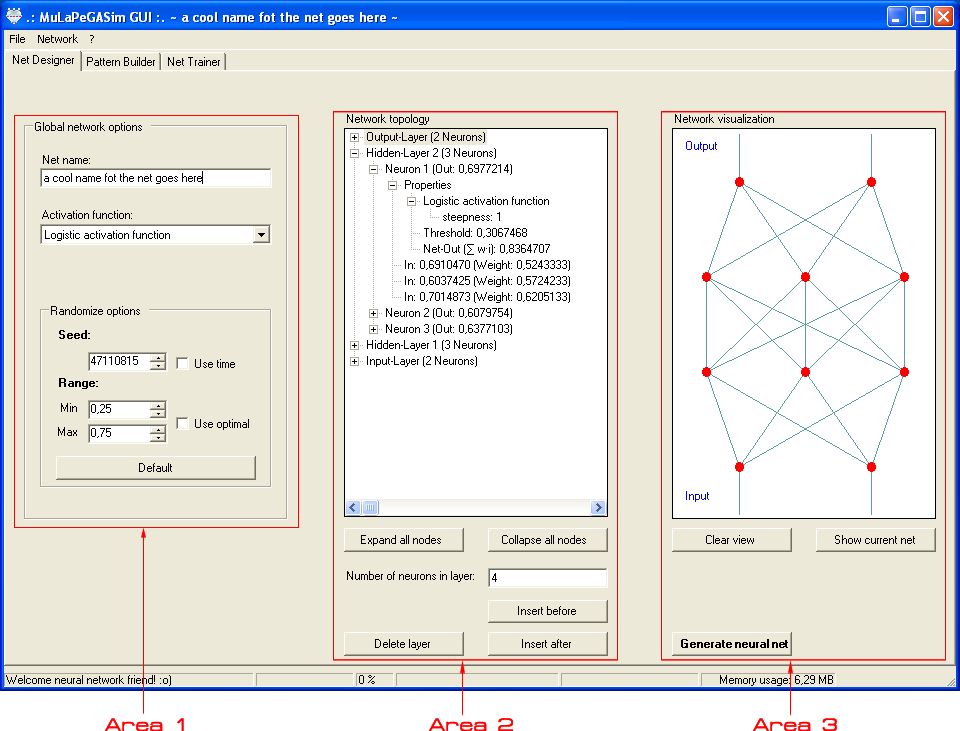 .: MuLaPeGASim GUI :. ~ a cool name fot the net goes here ~
File Network ?
Net Designer Pattern Builder Net Trainer
Global network options
Net name:
a cool name fot the net goes here
Activation function:
Logistic activation function
Randomize options
Seed:
47110815 Use time
Range:
Min 0,25
Use optimal
Max 0,75
Default
Network topology
Output-Layer (2 Neurons)
Hidden-Layer 2 (3 Neurons)
Neuron 1 (Out: 0,6977214)
Properties
Logistic activation function
steepness: 1
Threshold: 0,3067468
Net-Out (∑ w·i): 0,8364707
In: 0,6910470 (Weight: 0,5243333)
In: 0,6037425 (Weight: 0,5724233)
In: 0,7014873 (Weight: 0,6205133)
Neuron 2 (Out: 0,6079754)
Neuron 3 (Out: 0,6377103)
Hidden-Layer 1 (3 Neurons)
Input-Layer (2 Neurons)
Expand all nodes Collapse all nodes
Number of neurons in layer: 4
Insert before
Delete layer Insert after
Network visualization
Output
Input
Clear view Show current net
Generate neural net
Welcome neural network friend! :o) 0 % Memory usage: 6,29 MB
Area 1 Area 2 Area 3